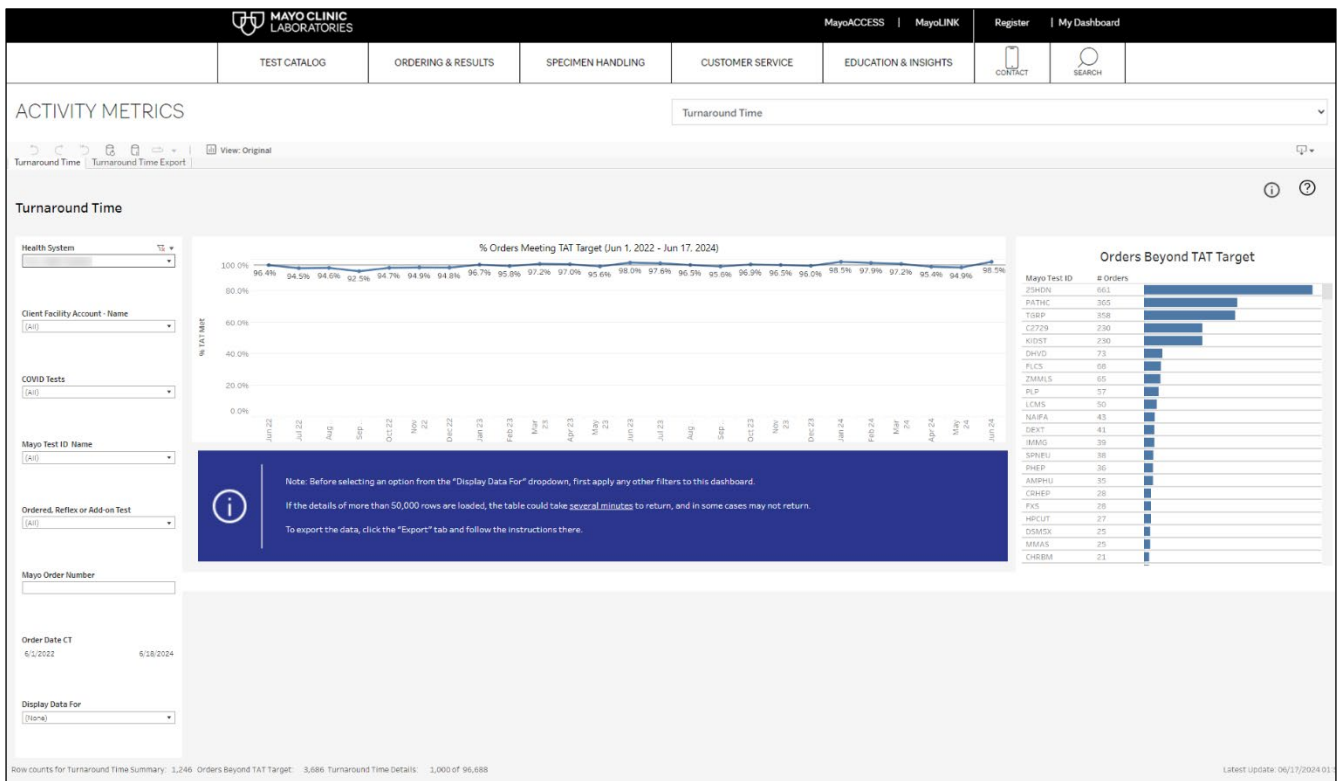 MAYO CLINIC
LABORATORIES
MayoACCESS | MayoLINK Register | My Dashboard
TEST CATALOG ORDERING & RESULTS SPECIMEN HANDLING CUSTOMER SERVICE EDUCATION & INSIGHTS CONTACT SEARCH
ACTIVITY METRICS
Turnaround Time
View: Original
Turnaround Time Turnaround Time Export
Turnaround Time
Health System
Client Facility Account - Name
(All)
COVID Tests
(All)
Mayo Test ID Name
(All)
Ordered, Reflex or Add-on Test
(All)
Mayo Order Number
Order Date CT
6/1/2022 6/18/2024
Display Data For
(None)
% Orders Meeting TAT Target (Jun 1, 2022 - Jun 17, 2024)
% TAT Met
100.0%
80.0%
60.0%
40.0%
20.0%
0.0%
96.4% 94.5% 94.6% 92.5% 94.7% 94.9% 94.8% 96.7% 95.8% 97.2% 97.0% 95.6% 98.0% 97.6% 96.5% 95.6% 96.9% 96.5% 96.0% 98.5% 97.9% 97.2% 95.4% 94.9% 98.5%
Jun 22 Jul 22 Aug .. Sep .. Oct 22 Nov 22 Dec 22 Jan 23 Feb 23 Mar 23 Apr 23 May 23 Jun 23 Jul 23 Aug .. Sep .. Oct 23 Nov 23 Dec 23 Jan 24 Feb 24 Mar 24 Apr 24 May 24 Jun 24
Note: Before selecting an option from the "Display Data For" dropdown, first apply any other filters to this dashboard.
If the details of more than 50,000 rows are loaded, the table could take several minutes to return, and in some cases may not return.
To export the data, click the "Export" tab and follow the instructions there.
Orders Beyond TAT Target
Mayo Test ID # Orders
25HDN 661
PATHC 365
TGRP 358
C2729 230
KIDST 230
DHVD 73
FLCS 68
ZMMLS 65
PLP 57
LCMS 50
NAIFA 43
DEXT 41
IMMG 39
SPNEU 38
PHEP 36
AMPHU 35
CRHEP 28
FXS 28
HPCUT 27
DSMSX 25
MMAS 25
CHRBM 21
Row counts for Turnaround Time Summary: 1,246 Orders Beyond TAT Target: 3,686 Turnaround Time Details: 1,000 of 96,688
Latest Update: 06/17/2024 01: